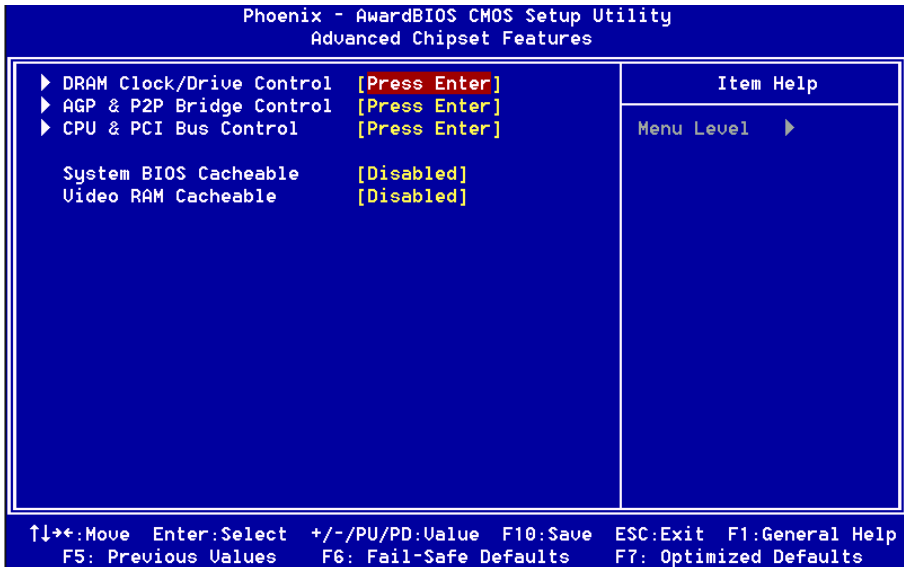 Phoenix - AwardBIOS CMOS Setup Utility
Advanced Chipset Features
DRAM Clock/Drive Control [Press Enter]
AGP & P2P Bridge Control [Press Enter]
CPU & PCI Bus Control [Press Enter]
System BIOS Cacheable [Disabled]
Video RAM Cacheable [Disabled]
Item Help
Menu Level
↑↓→←:Move Enter:Select +/-/PU/PD:Value F10:Save ESC:Exit F1:General Help
F5: Previous Values F6: Fail-Safe Defaults F7: Optimized Defaults